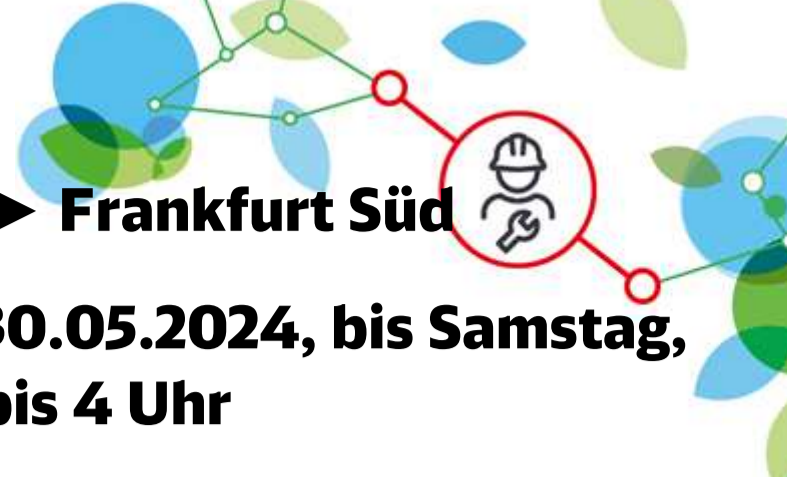 ► Frankfurt Süd
30.05.2024, bis Samstag,
bis 4 Uhr